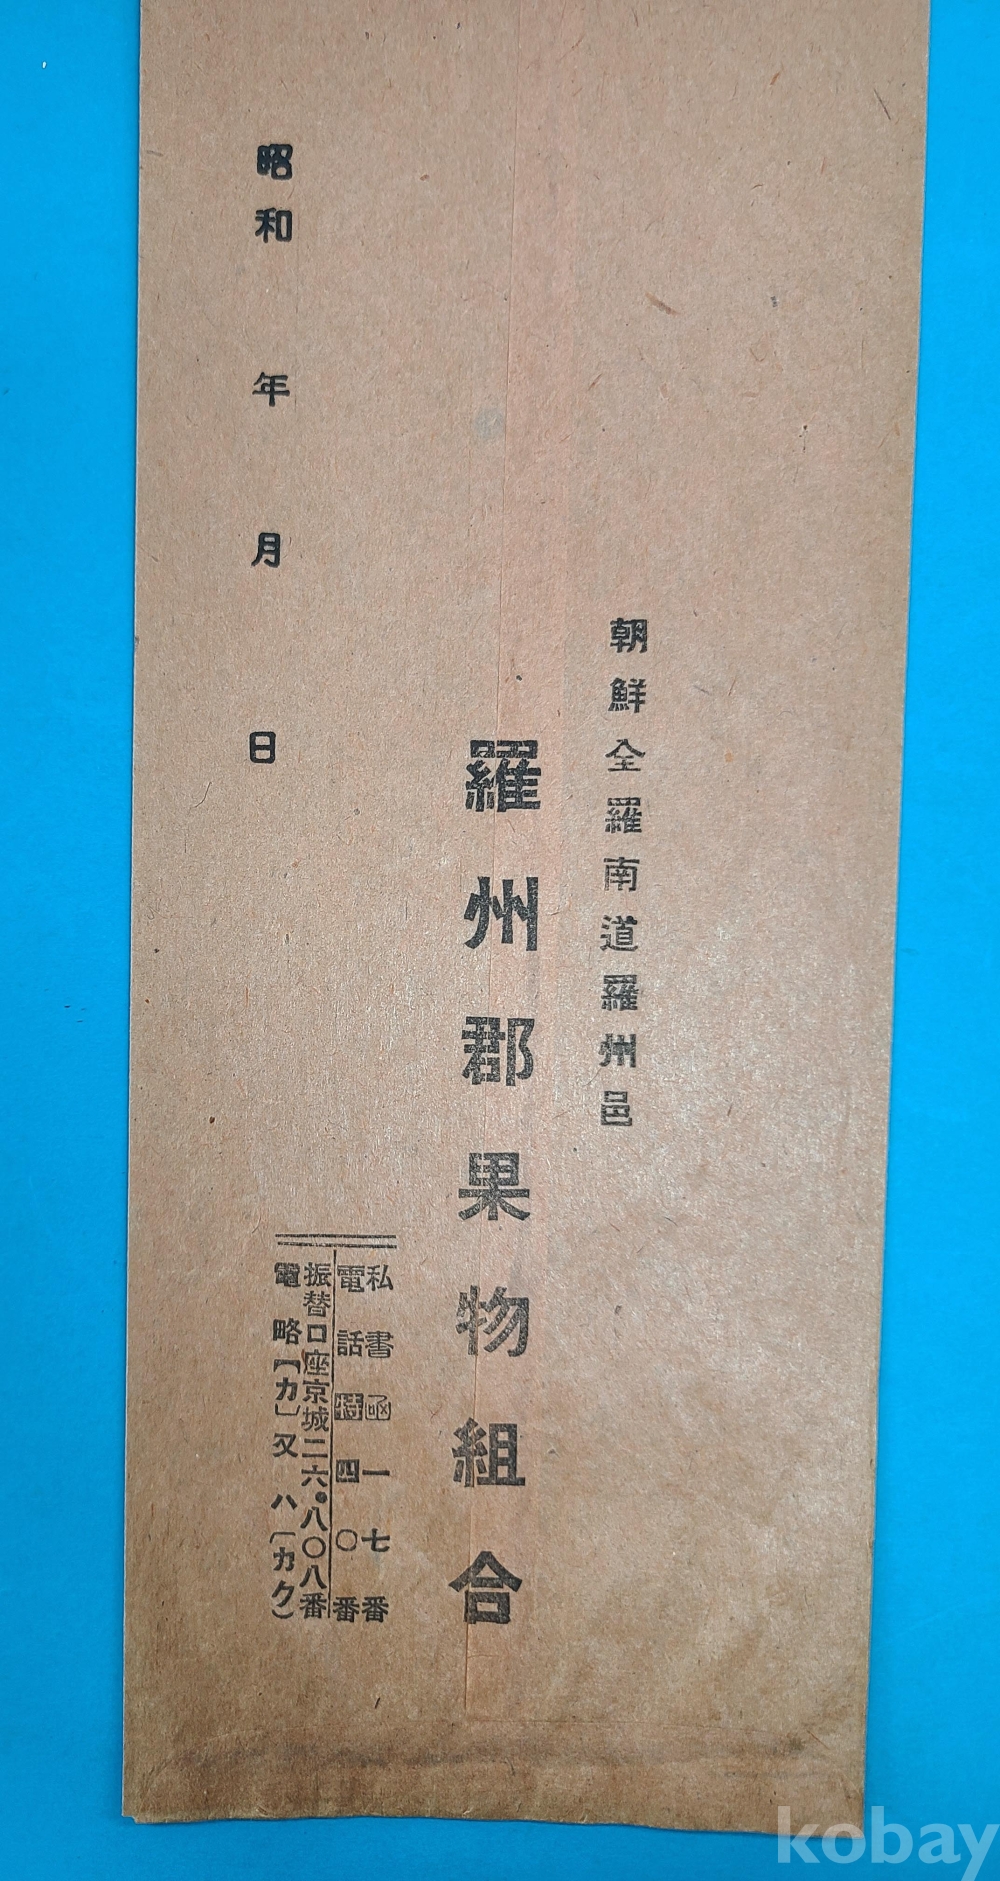 朝鮮全羅南道羅州邑
羅州郡果物組合
私書凾一七番
電話特四〇番
振替口座京城二六・八〇八番
電略【カ】又ハ(カク)
昭和 年 月 日
kobay